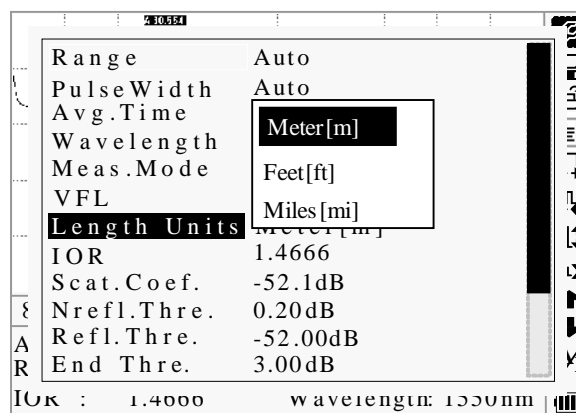 4 30.554
Range Auto
PulseWidth Auto
Avg.Time
Wavelength
Meas.Mode
VFL
Length Units Meter[m]
Meter[m]
Feet[ft]
Miles[mi]
IOR 1.4666
Scat.Coef. -52.1dB
Nrefl.Thre. 0.20dB
Refl.Thre. -52.00dB
End Thre. 3.00dB
A
R
IOR : 1.4666 Wavelength: 1550nm